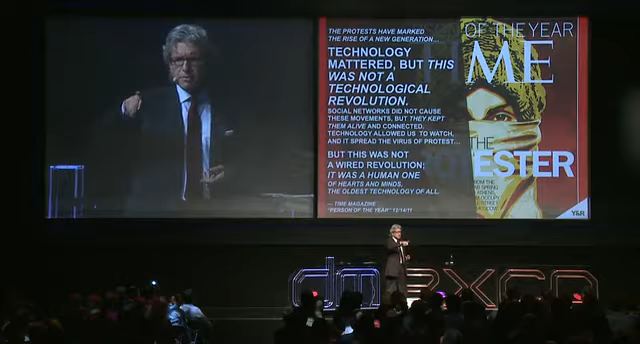 THE PROTESTS HAVE MARKED
THE RISE OF A NEW GENERATION...
TECHNOLOGY
MATTERED, BUT THIS
WAS NOT A
TECHNOLOGICAL
REVOLUTION.
SOCIAL NETWORKS DID NOT CAUSE
THESE MOVEMENTS, BUT THEY KEPT
THEM ALIVE AND CONNECTED.
TECHNOLOGY ALLOWED US TO WATCH,
AND IT SPREAD THE VIRUS OF PROTEST...
BUT THIS WAS NOT
A WIRED REVOLUTION;
IT WAS A HUMAN ONE
OF HEARTS AND MINDS,
THE OLDEST TECHNOLOGY OF ALL.
— TIME MAGAZINE
"PERSON OF THE YEAR" 12/14/11
OF THE YEAR
ME
THE
ESTER
Y&R
dmexco